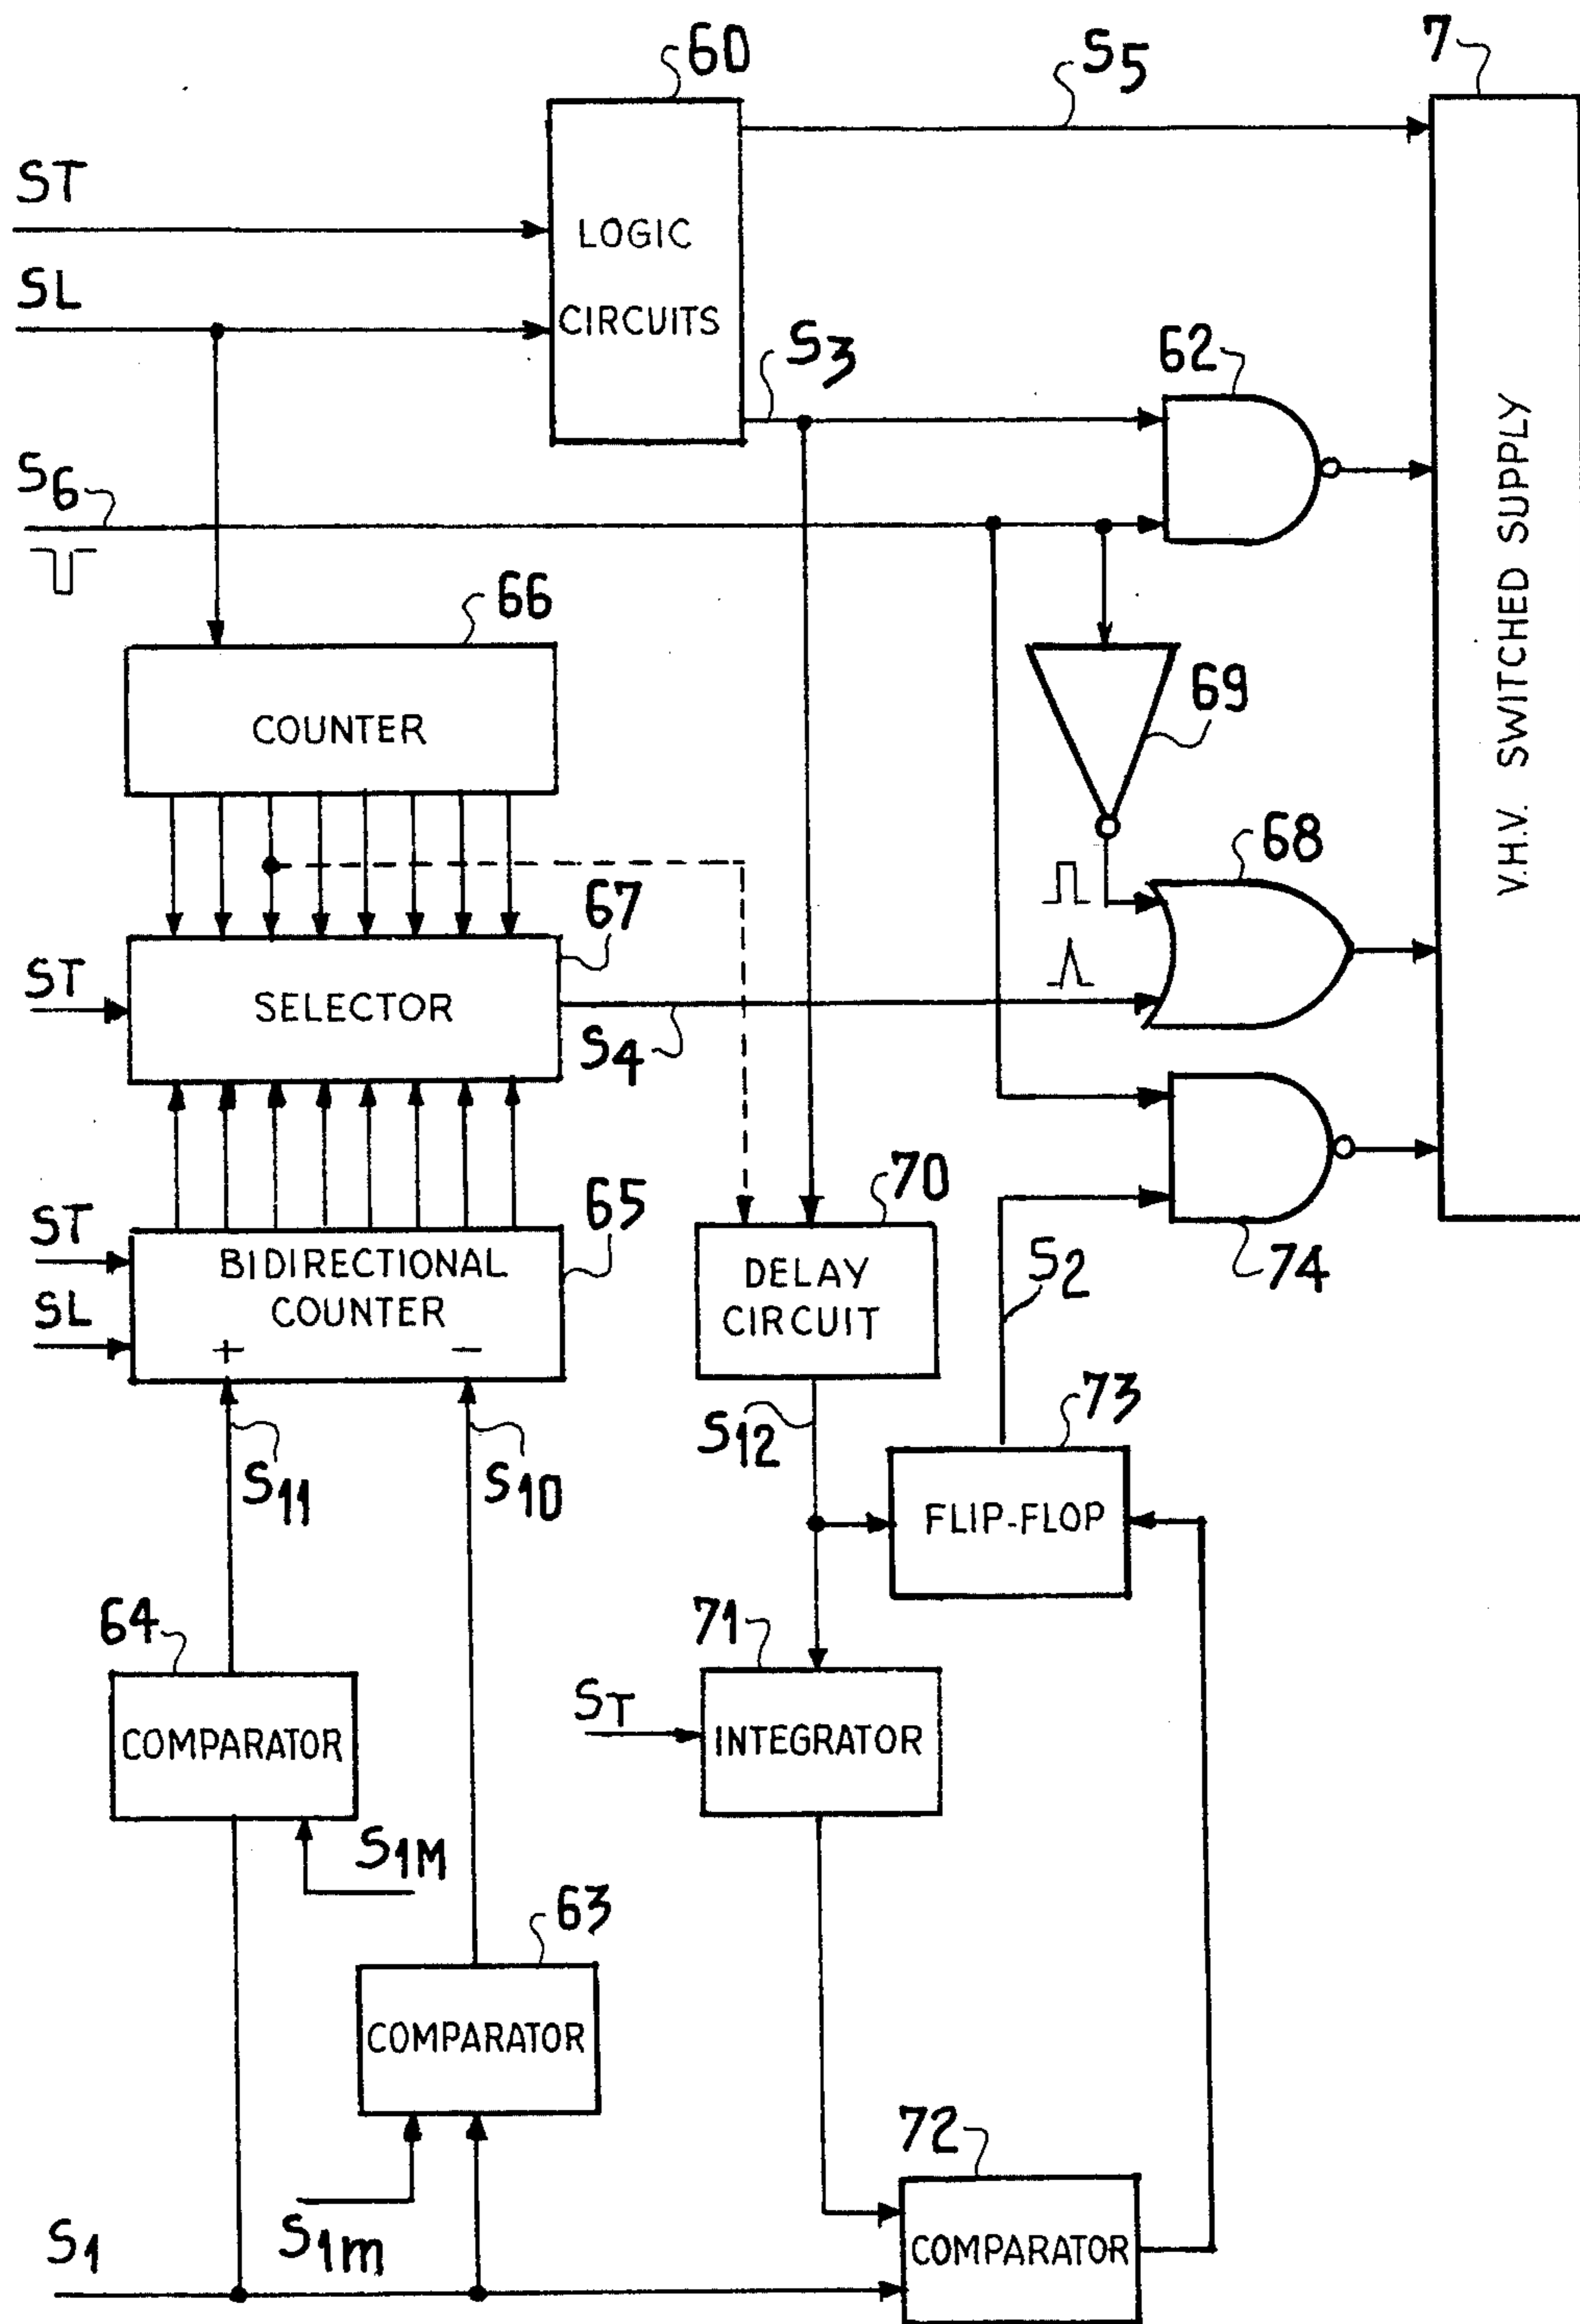 60
S5
7
ST
LOGIC
CIRCUITS
SL
S3
62
S6
66
COUNTER
69
V.H.V. SWITCHED SUPPLY
68
67
ST
SELECTOR
S4
70
65
ST
BIDIRECTIONAL
COUNTER
SL
+ −
DELAY
CIRCUIT
S2
74
73
S11
S10
S12
FLIP-FLOP
64
71
COMPARATOR
ST
INTEGRATOR
S1M
63
COMPARATOR
72
S1m
S1
COMPARATOR